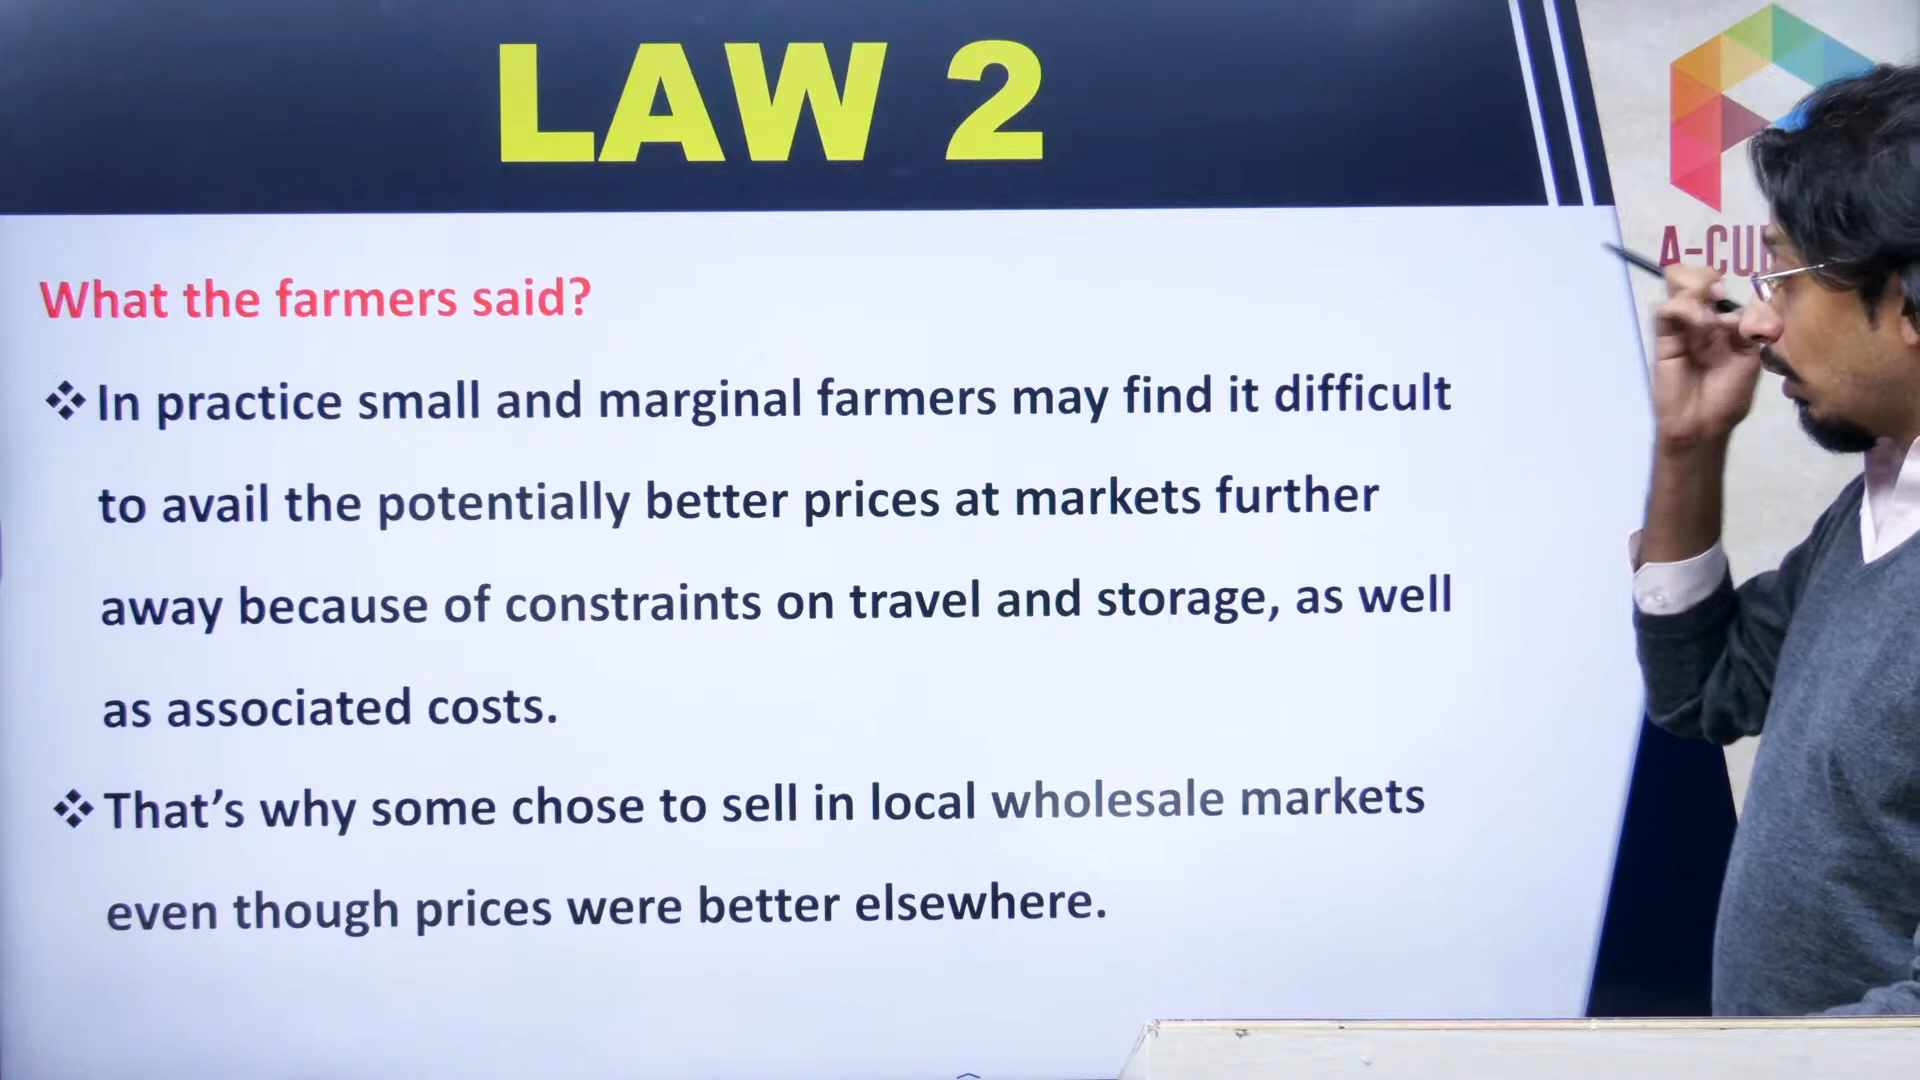 LAW 2
A-CU
What the farmers said?
❖ In practice small and marginal farmers may find it difficult
to avail the potentially better prices at markets further
away because of constraints on travel and storage, as well
as associated costs.
❖ That's why some chose to sell in local wholesale markets
even though prices were better elsewhere.